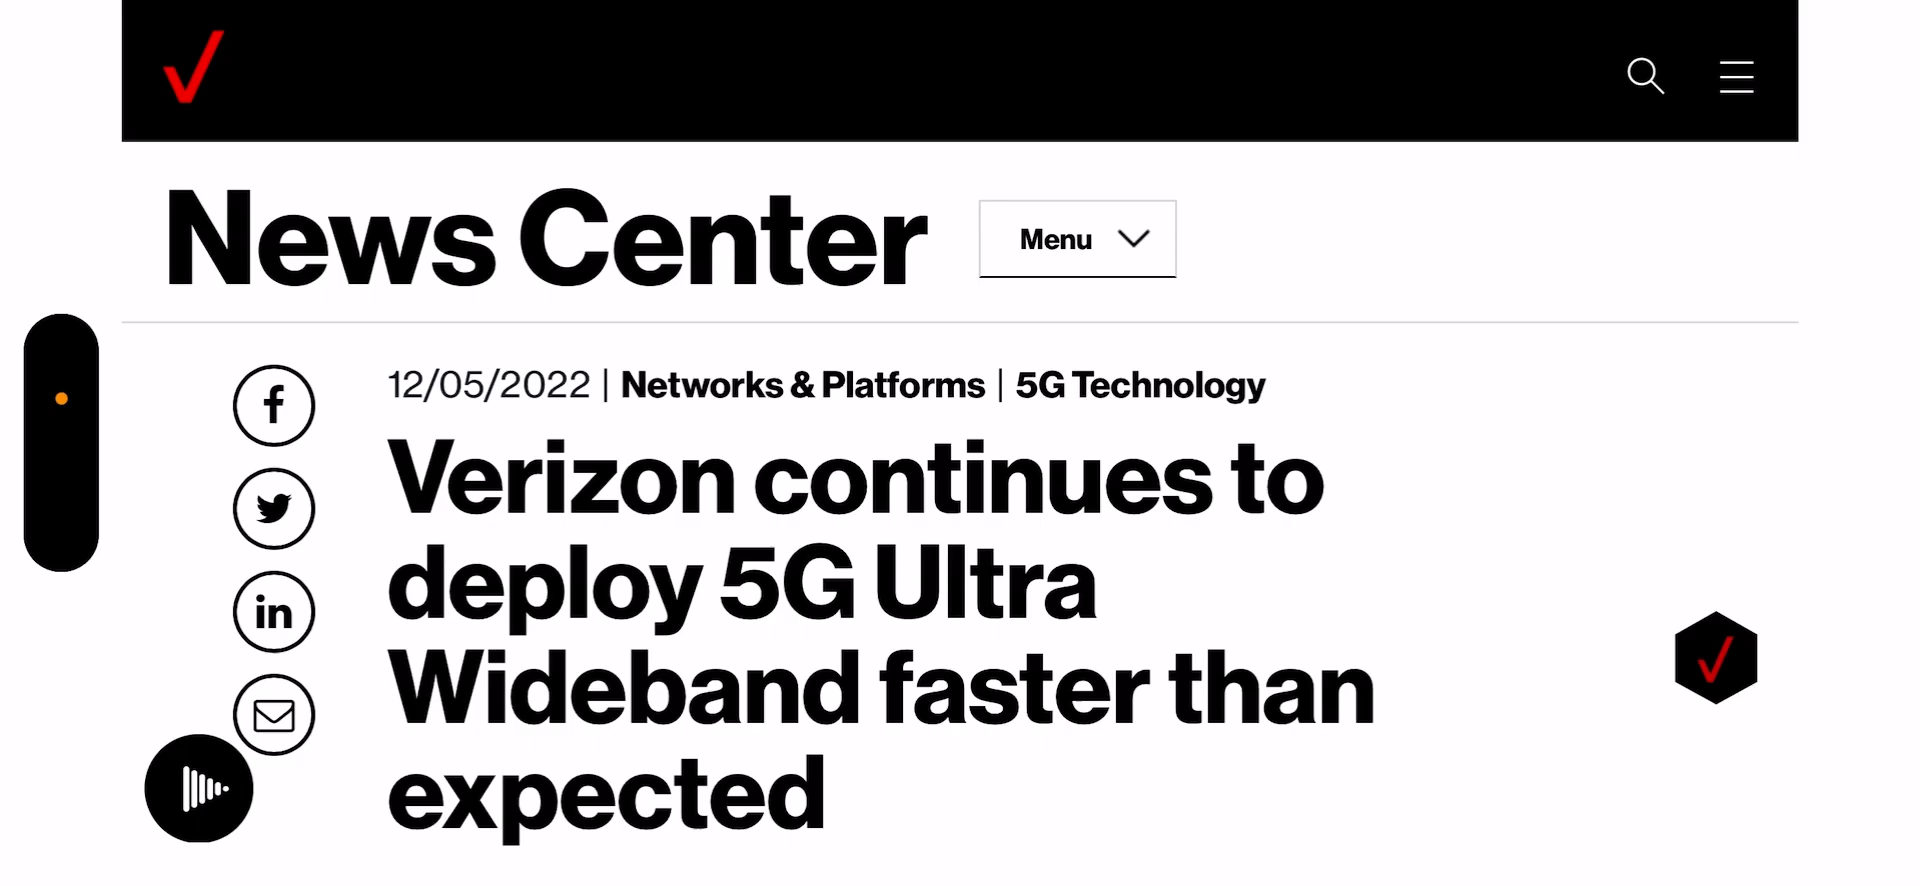 News Center
Menu
12/05/2022 | Networks & Platforms | 5G Technology
Verizon continues to
deploy 5G Ultra
Wideband faster than
expected